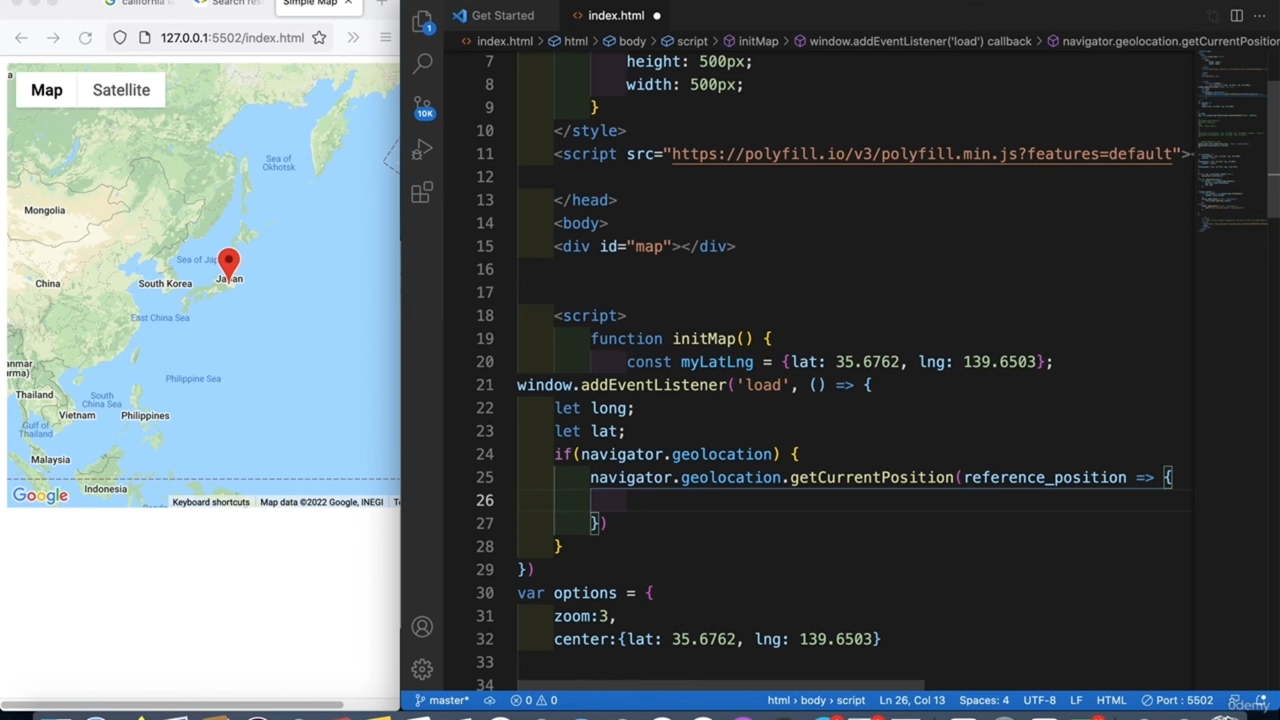 california
Search res
Simple Map
127.0.0.1:5502/index.html
Map
Satellite
Sea of
Okhotsk
Mongolia
Sea of Jap
Japan
China
South Korea
East China Sea
Philippine Sea
Thailand
South
China Sea
Vietnam
Philippines
Gulf of
Thailand
Malaysia
Indonesia
Google
Keyboard shortcuts
Map data ©2022 Google, INEGI
1
10K
Get Started
index.html
index.html > html > body > script > initMap > window.addEventListener('load') callback > navigator.geolocation.getCurrentPosition
7 height: 500px;
8 width: 500px;
9 }
10 </style>
11 <script src="https://polyfill.io/v3/polyfill.min.js?features=default">
12
13 </head>
14 <body>
15 <div id="map"></div>
16
17
18 <script>
19 function initMap() {
20 const myLatLng = {lat: 35.6762, lng: 139.6503};
21 window.addEventListener('load', () => {
22 let long;
23 let lat;
24 if(navigator.geolocation) {
25 navigator.geolocation.getCurrentPosition(reference_position => {
26
27 })
28 }
29 })
30 var options = {
31 zoom:3,
32 center:{lat: 35.6762, lng: 139.6503}
33
34
master*
0
0
html > body > script
Ln 26, Col 13
Spaces: 4
UTF-8
LF
HTML
Port : 5502
udemy